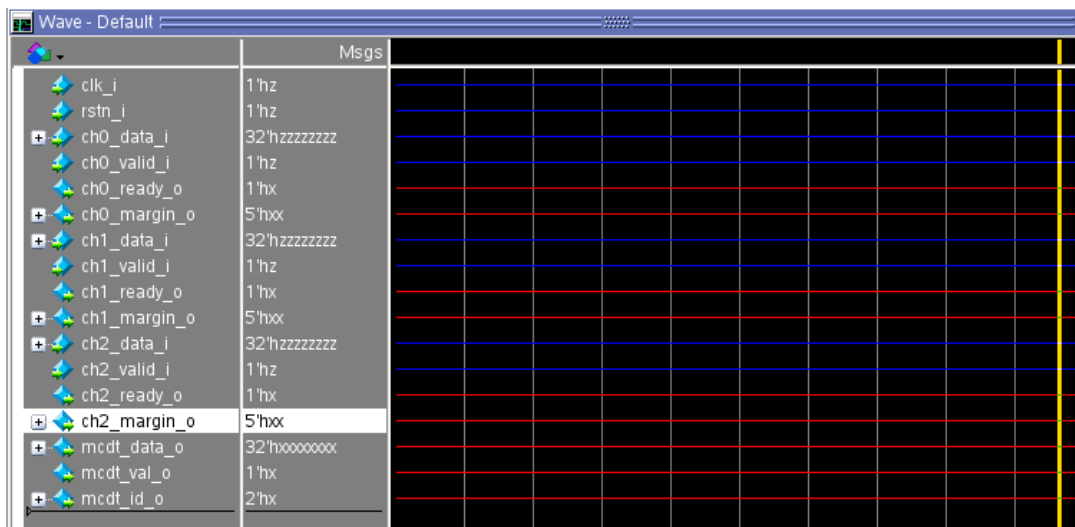 Wave - Default
Msgs
clk_i 1'hz
rstn_i 1'hz
ch0_data_i 32'hzzzzzzzz
ch0_valid_i 1'hz
ch0_ready_o 1'hx
ch0_margin_o 5'hxx
ch1_data_i 32'hzzzzzzzz
ch1_valid_i 1'hz
ch1_ready_o 1'hx
ch1_margin_o 5'hxx
ch2_data_i 32'hzzzzzzzz
ch2_valid_i 1'hz
ch2_ready_o 1'hx
ch2_margin_o 5'hxx
mcdt_data_o 32'hxxxxxxxx
mcdt_val_o 1'hx
mcdt_id_o 2'hx